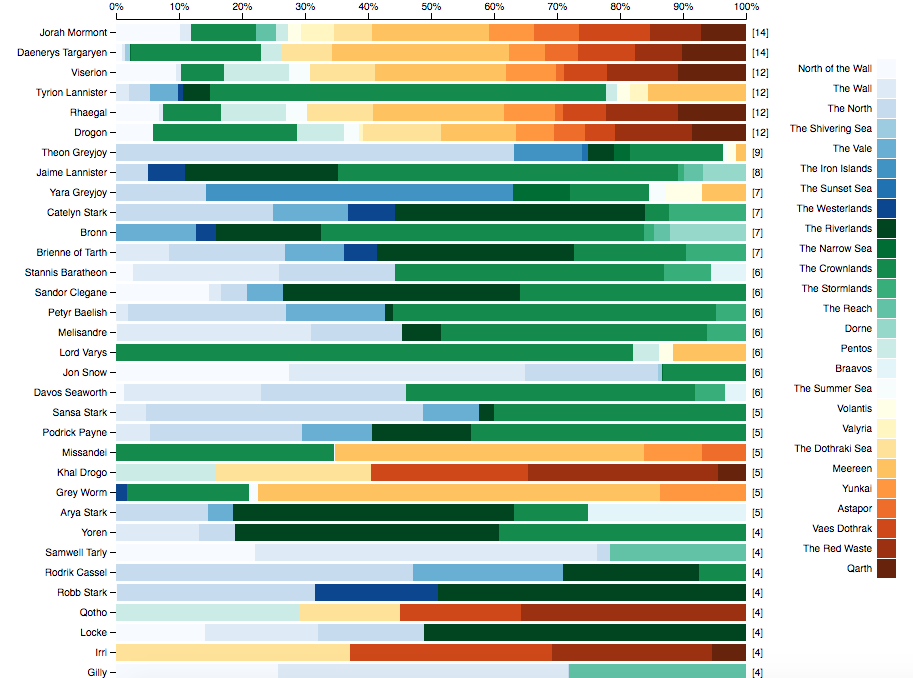 0% 10% 20% 30% 40% 50% 60% 70% 80% 90% 100%
Jorah Mormont [14]
Daenerys Targaryen [14]
Viserion [12]
Tyrion Lannister [12]
Rhaegal [12]
Drogon [12]
Theon Greyjoy [9]
Jaime Lannister [8]
Yara Greyjoy [7]
Catelyn Stark [7]
Bronn [7]
Brienne of Tarth [7]
Stannis Baratheon [6]
Sandor Clegane [6]
Petyr Baelish [6]
Melisandre [6]
Lord Varys [6]
Jon Snow [6]
Davos Seaworth [6]
Sansa Stark [5]
Podrick Payne [5]
Missandei [5]
Khal Drogo [5]
Grey Worm [5]
Arya Stark [5]
Yoren [4]
Samwell Tarly [4]
Rodrik Cassel [4]
Robb Stark [4]
Qotho [4]
Locke [4]
Irri [4]
Gilly [4]
North of the Wall
The Wall
The North
The Shivering Sea
The Vale
The Iron Islands
The Sunset Sea
The Westerlands
The Riverlands
The Narrow Sea
The Crownlands
The Stormlands
The Reach
Dorne
Pentos
Braavos
The Summer Sea
Volantis
Valyria
The Dothraki Sea
Meereen
Yunkai
Astapor
Vaes Dothrak
The Red Waste
Qarth